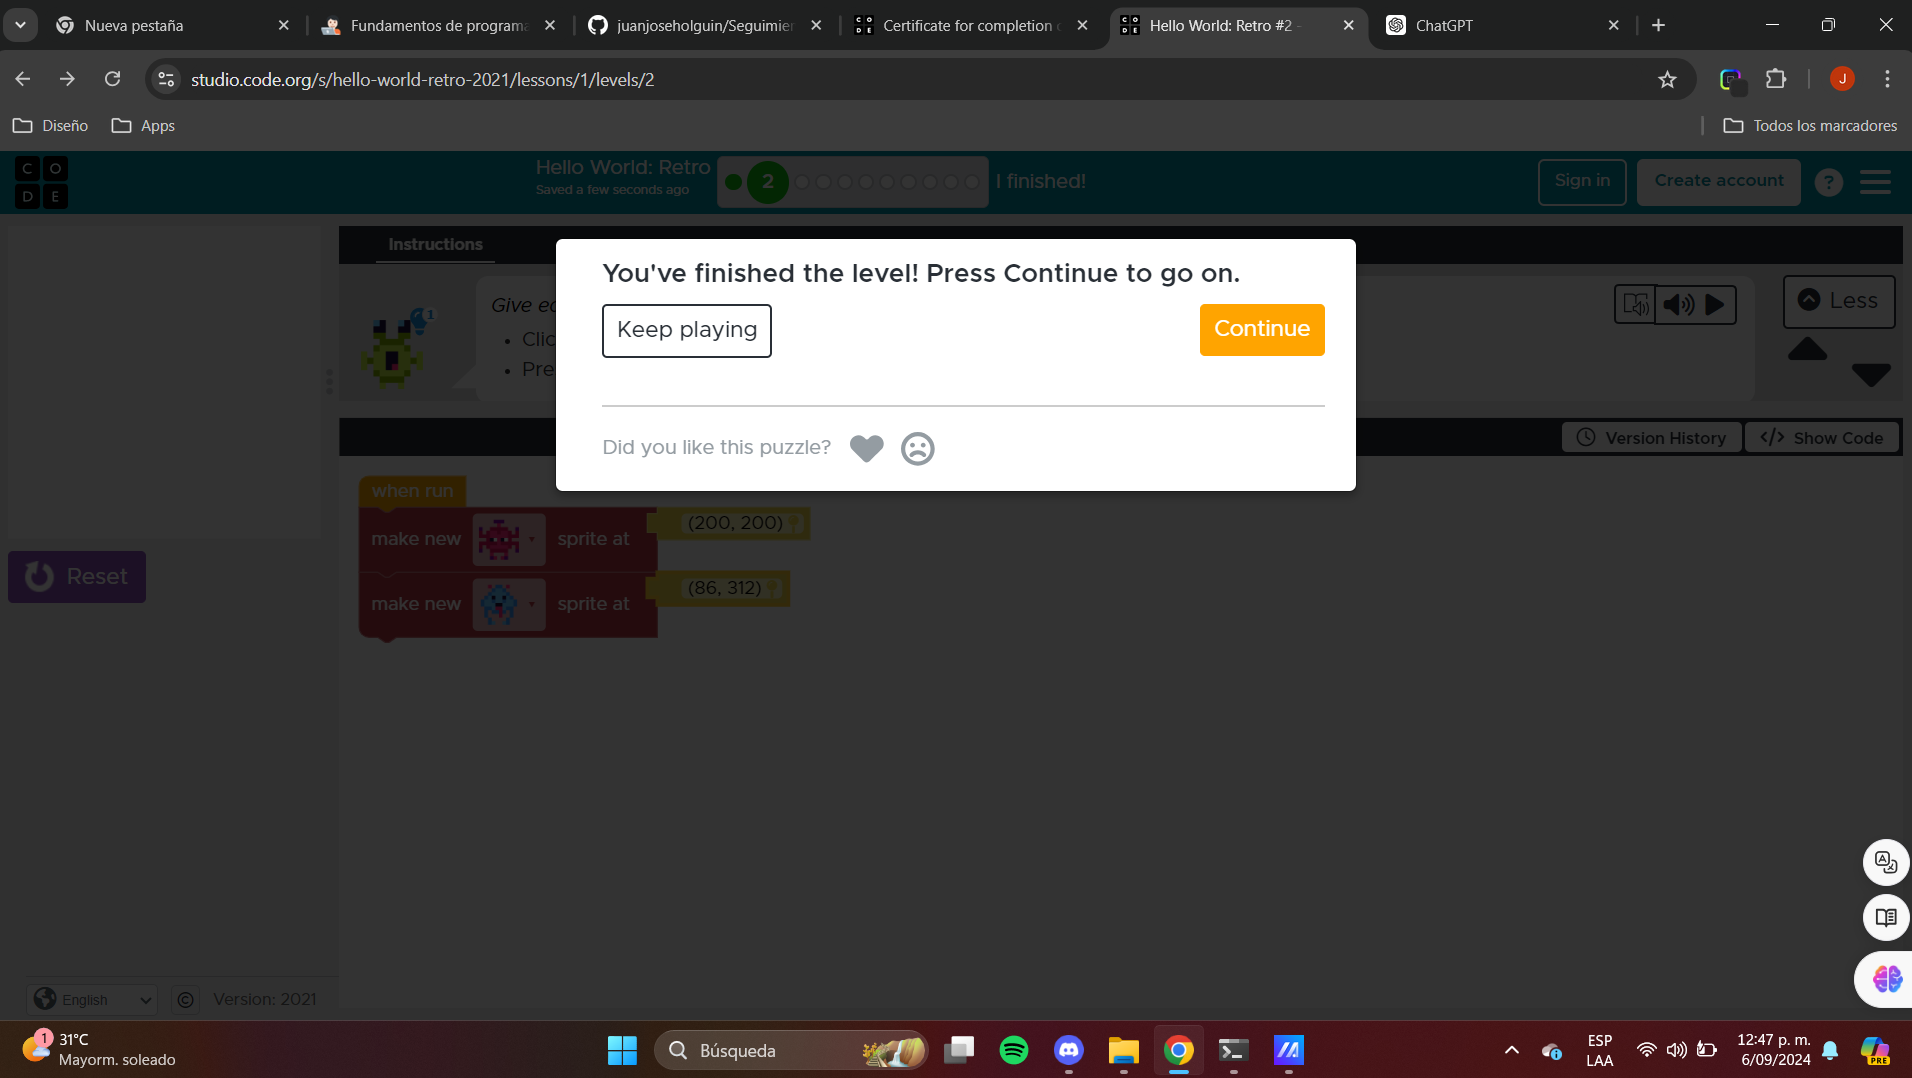 Nueva pestaña
Fundamentos de programa
juanjoseholguin/Seguimier
Certificate for completion
Hello World: Retro #2 -
ChatGPT
studio.code.org/s/hello-world-retro-2021/lessons/1/levels/2
J
Diseño
Apps
Todos los marcadores
C O
D E
Hello World: Retro
Saved a few seconds ago
2
I finished!
Sign in
Create account
?
Instructions
You've finished the level! Press Continue to go on.
Give
1
Clic
Pre
Less
Keep playing
Continue
Did you like this puzzle?
Version History
Show Code
when run
make new
sprite at
(200, 200)
make new
sprite at
(86, 312)
Reset
English
©
Version: 2021
1
31°C
Mayorm. soleado
Búsqueda
ESP
LAA
12:47 p. m.
6/09/2024
PRE